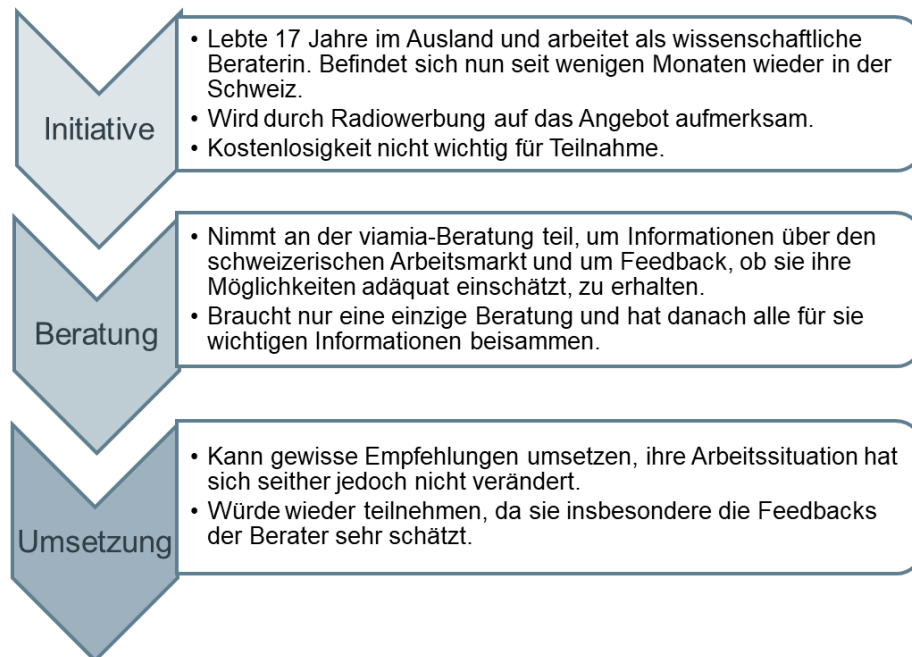 Initiative
• Lebte 17 Jahre im Ausland und arbeitet als wissenschaftliche
Beraterin. Befindet sich nun seit wenigen Monaten wieder in der
Schweiz.
• Wird durch Radiowerbung auf das Angebot aufmerksam.
• Kostenlosigkeit nicht wichtig für Teilnahme.
Beratung
• Nimmt an der viamia-Beratung teil, um Informationen über den
schweizerischen Arbeitsmarkt und um Feedback, ob sie ihre
Möglichkeiten adäquat einschätzt, zu erhalten.
• Braucht nur eine einzige Beratung und hat danach alle für sie
wichtigen Informationen beisammen.
Umsetzung
• Kann gewisse Empfehlungen umsetzen, ihre Arbeitssituation hat
sich seither jedoch nicht verändert.
• Würde wieder teilnehmen, da sie insbesondere die Feedbacks
der Berater sehr schätzt.